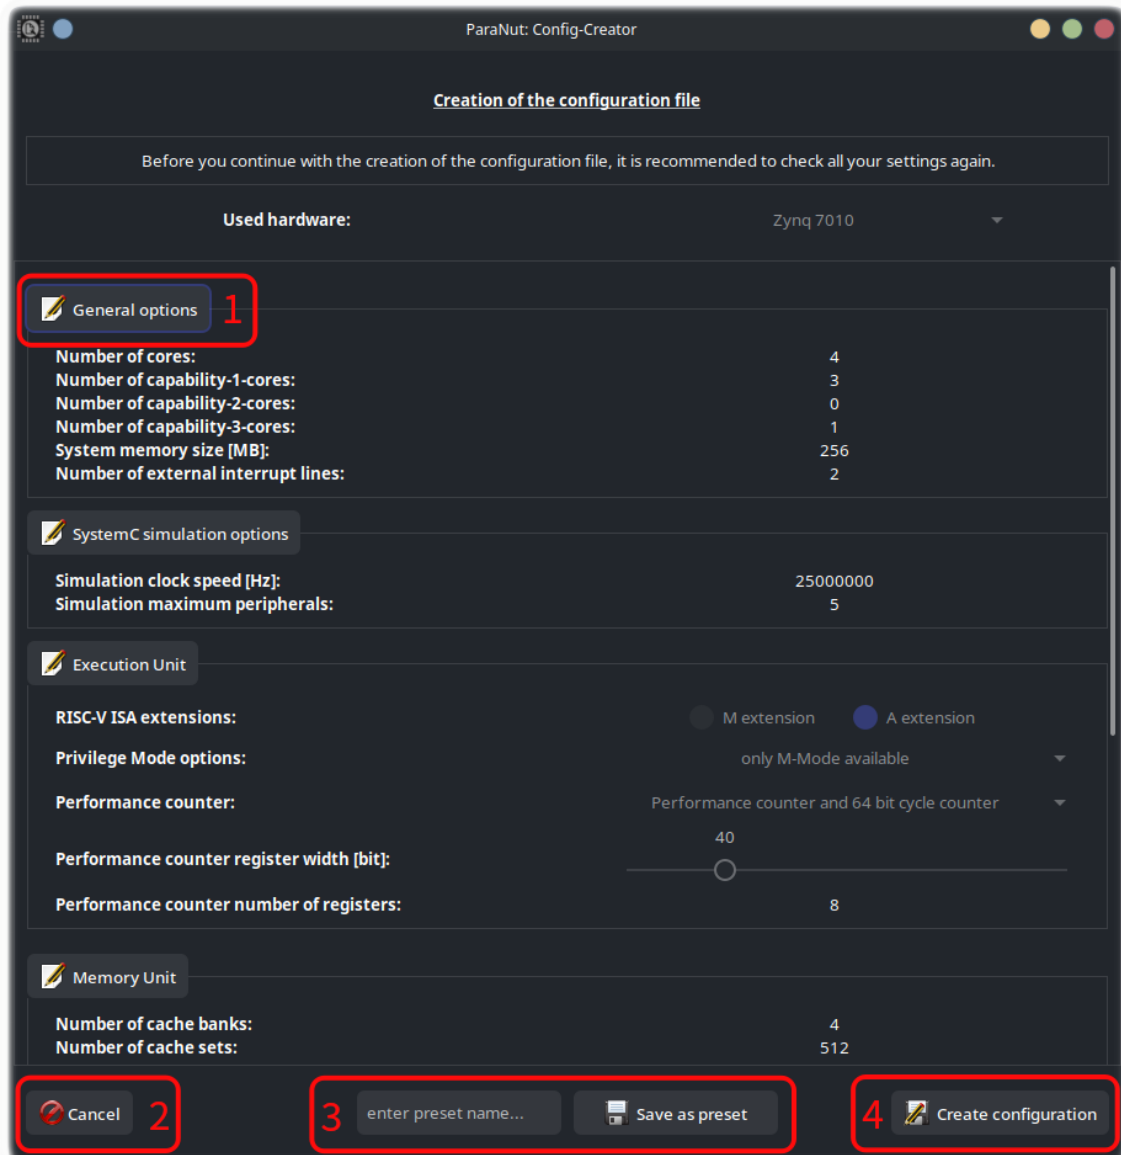 ParaNut: Config-Creator
Creation of the configuration file
Before you continue with the creation of the configuration file, it is recommended to check all your settings again.
Used hardware: Zynq 7010
General options 1
Number of cores: 4
Number of capability-1-cores: 3
Number of capability-2-cores: 0
Number of capability-3-cores: 1
System memory size [MB]: 256
Number of external interrupt lines: 2
SystemC simulation options
Simulation clock speed [Hz]: 25000000
Simulation maximum peripherals: 5
Execution Unit
RISC-V ISA extensions: M extension A extension
Privilege Mode options: only M-Mode available
Performance counter: Performance counter and 64 bit cycle counter
40
Performance counter register width [bit]:
Performance counter number of registers: 8
Memory Unit
Number of cache banks: 4
Number of cache sets: 512
Cancel 2 3 enter preset name... Save as preset 4 Create configuration